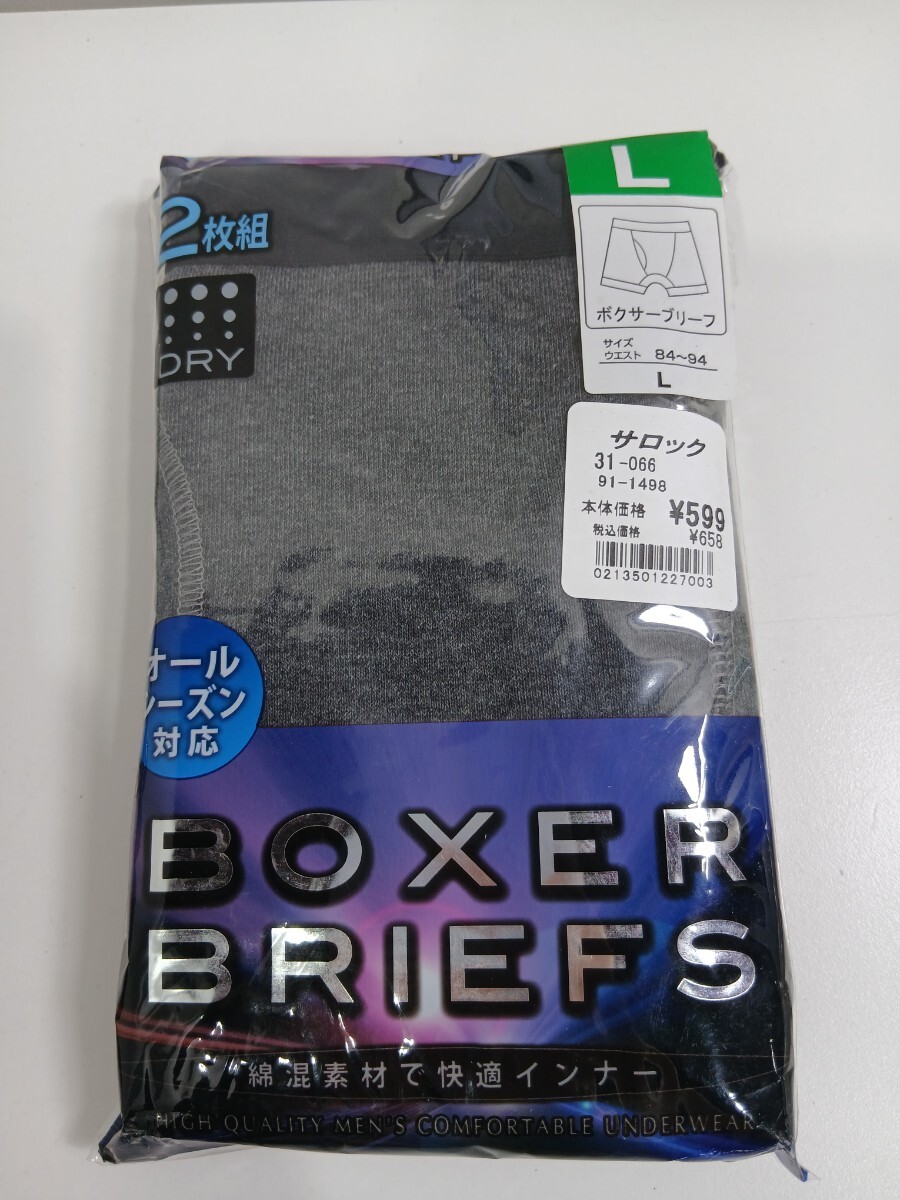 L
2枚組
DRY
ボクサーブリーフ
サイズ
ウエスト 84～94
L
サロック
31-066
91-1498
本体価格 ¥599
税込価格 ¥658
0213501227003
オール
シーズン
対応
BOXER
BRIEFS
綿混素材で快適インナー
HIGH QUALITY MEN'S COMFORTABLE UNDERWEAR